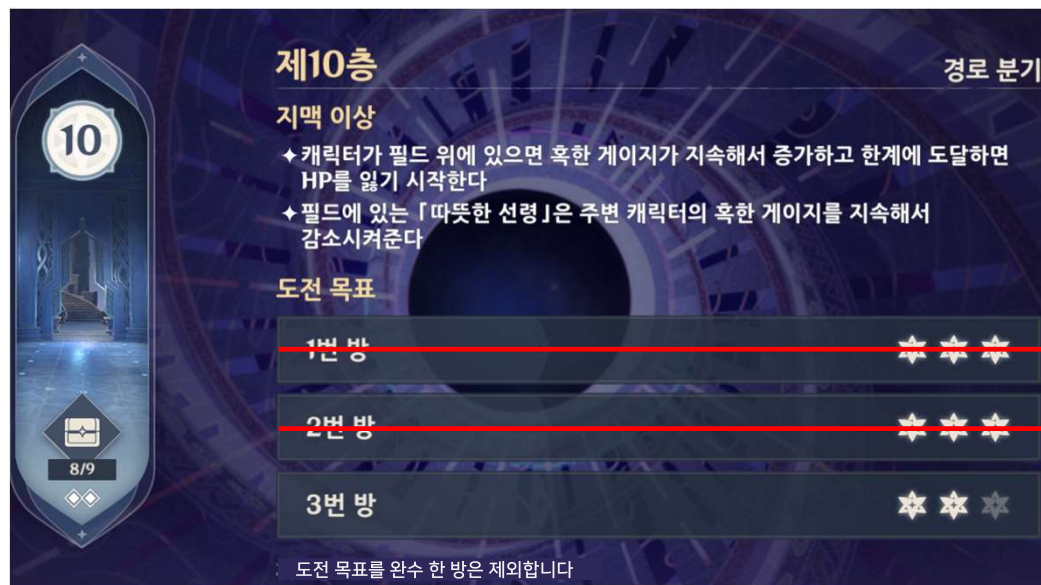 제10층
경로 분기
10
지맥 이상
✦캐릭터가 필드 위에 있으면 혹한 게이지가 지속해서 증가하고 한계에 도달하면
HP를 잃기 시작한다
✦필드에 있는 「따뜻한 선령」은 주변 캐릭터의 혹한 게이지를 지속해서
감소시켜준다
도전 목표
1번 방
2번 방
8/9
3번 방
도전 목표를 완수 한 방은 제외합니다